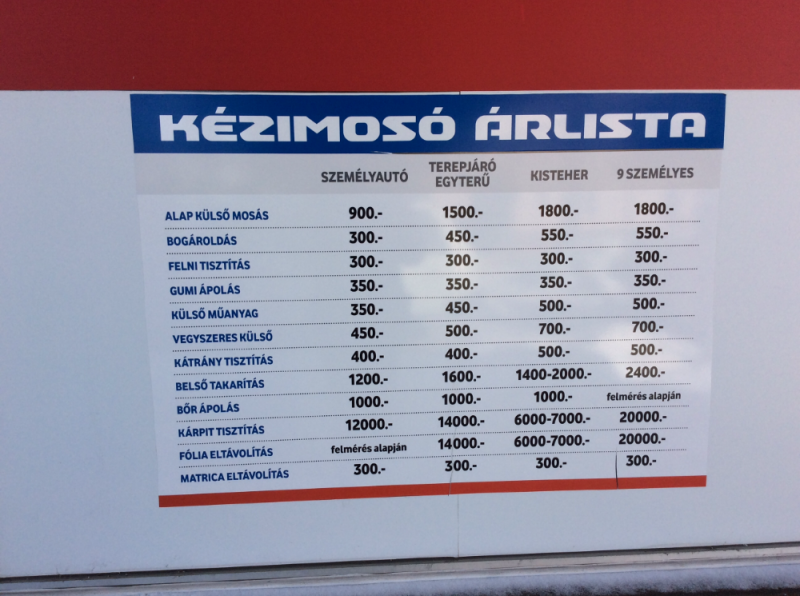 KÉZIMOSÓ ÁRLISTA
SZEMÉLYAUTÓ TEREPJÁRÓ EGYTERŰ KISTEHER 9 SZEMÉLYES
ALAP KÜLSŐ MOSÁS 900.- 1500.- 1800.- 1800.-
BOGÁROLDÁS 300.- 450.- 550.- 550.-
FELNI TISZTÍTÁS 300.- 300.- 300.- 300.-
GUMI ÁPOLÁS 350.- 350.- 350.- 350.-
KÜLSŐ MŰANYAG 350.- 450.- 500.- 500.-
VEGYSZERES KÜLSŐ 450.- 500.- 700.- 700.-
KÁTRÁNY TISZTÍTÁS 400.- 400.- 500.- 500.-
BELSŐ TAKARÍTÁS 1200.- 1600.- 1400-2000.- 2400.-
BŐR ÁPOLÁS 1000.- 1000.- 1000.- felmérés alapján
KÁRPIT TISZTÍTÁS 12000.- 14000.- 6000-7000.- 20000.-
FÓLIA ELTÁVOLÍTÁS felmérés alapján 14000.- 6000-7000.- 20000.-
MATRICA ELTÁVOLÍTÁS 300.- 300.- 300.- 300.-